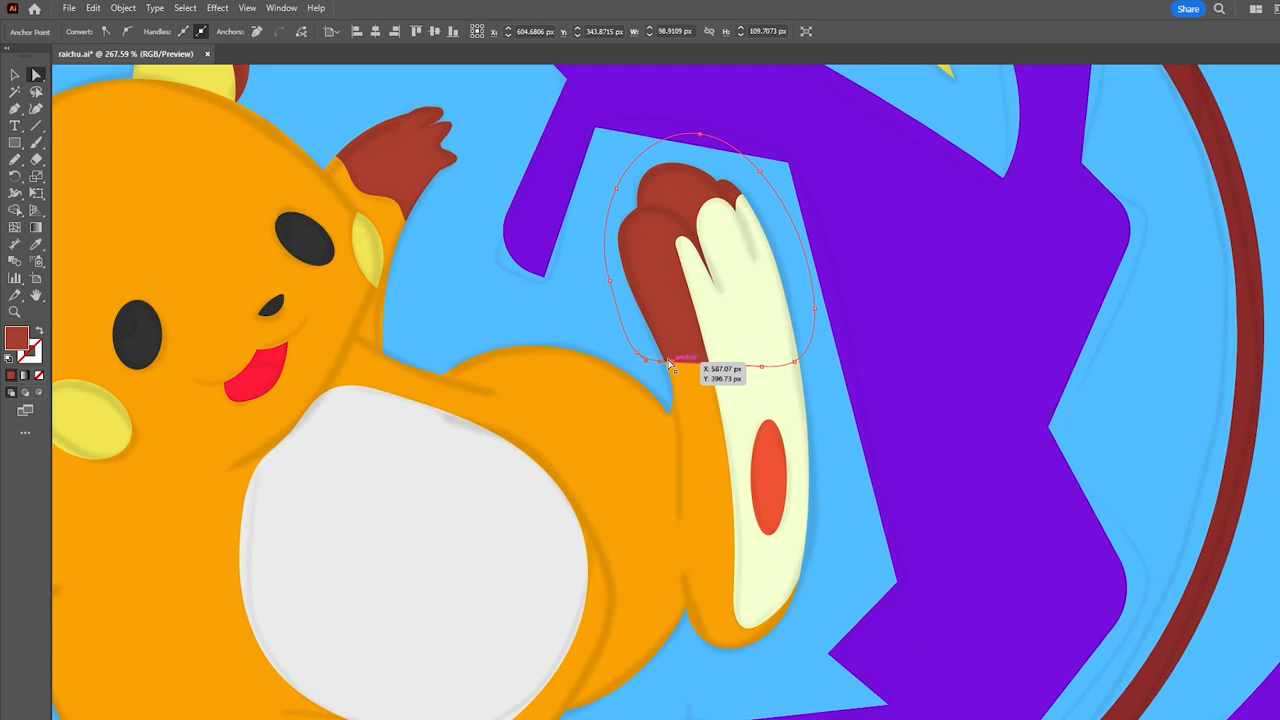 Ai File Edit Object Type Select Effect View Window Help Share
Anchor Point Convert: Handles: Anchors: X: 604.6806 px Y: 343.8715 px W: 98.9109 px H: 109.7073 px
raichu.ai* @ 267.59 % (RGB/Preview) ×
anchor
X: 587.07 px
Y: 396.73 px